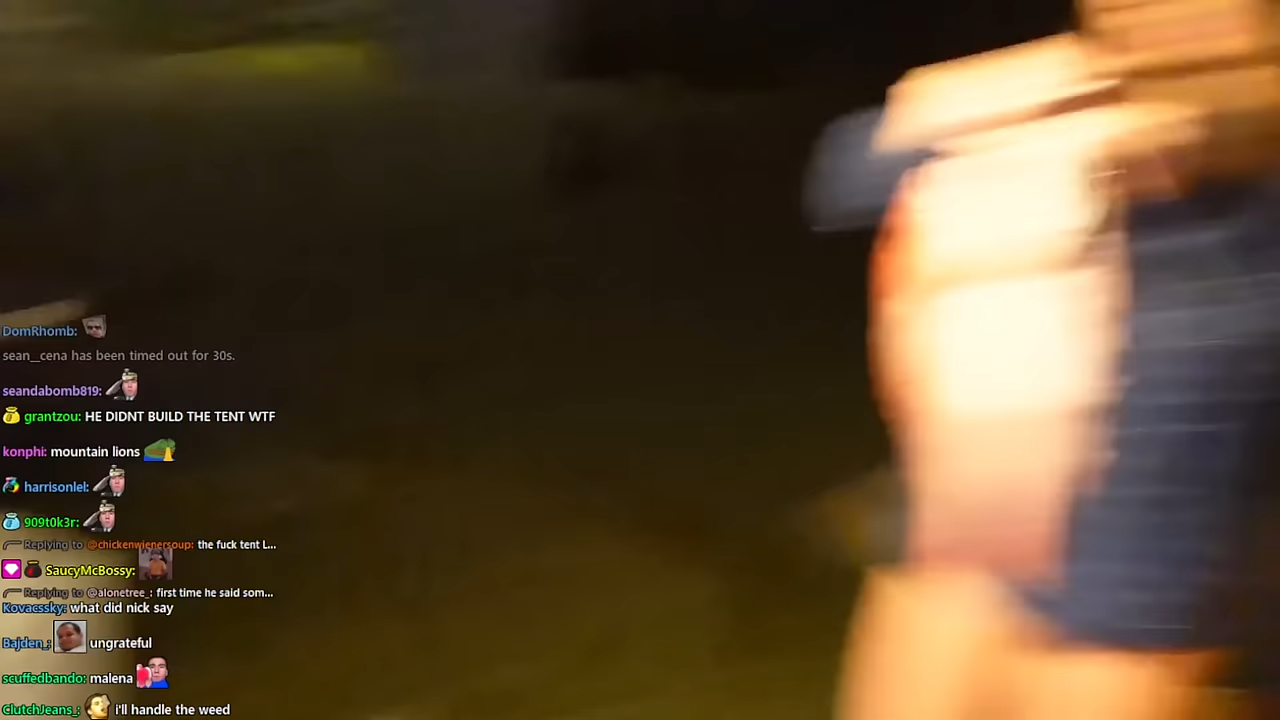 DomRhomb:
sean__cena has been timed out for 30s.
seandabomb819:
grantzou: HE DIDNT BUILD THE TENT WTF
konphi: mountain lions
harrisonlel:
909t0k3r:
Replying to @chickenwienersoup: the fuck tent L...
SaucyMcBossy:
Replying to @alonetree_: first time he said som...
Kovacssky: what did nick say
Bajden_: ungrateful
scuffedbando: malena
ClutchJeans_: i'll handle the weed